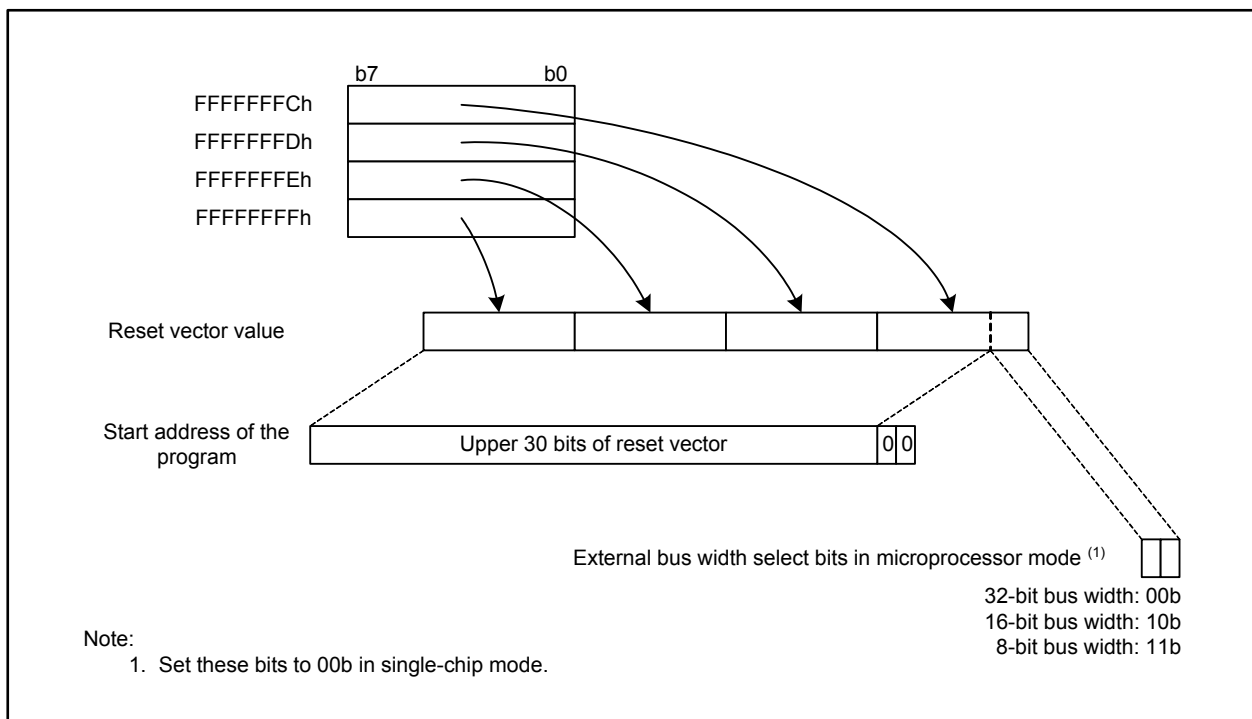 b7 b0
FFFFFFFCh
FFFFFFFDh
FFFFFFFEh
FFFFFFFFh
Reset vector value
Start address of the
program
Upper 30 bits of reset vector
0 0
External bus width select bits in microprocessor mode (1)
32-bit bus width: 00b
16-bit bus width: 10b
8-bit bus width: 11b
Note:
1. Set these bits to 00b in single-chip mode.